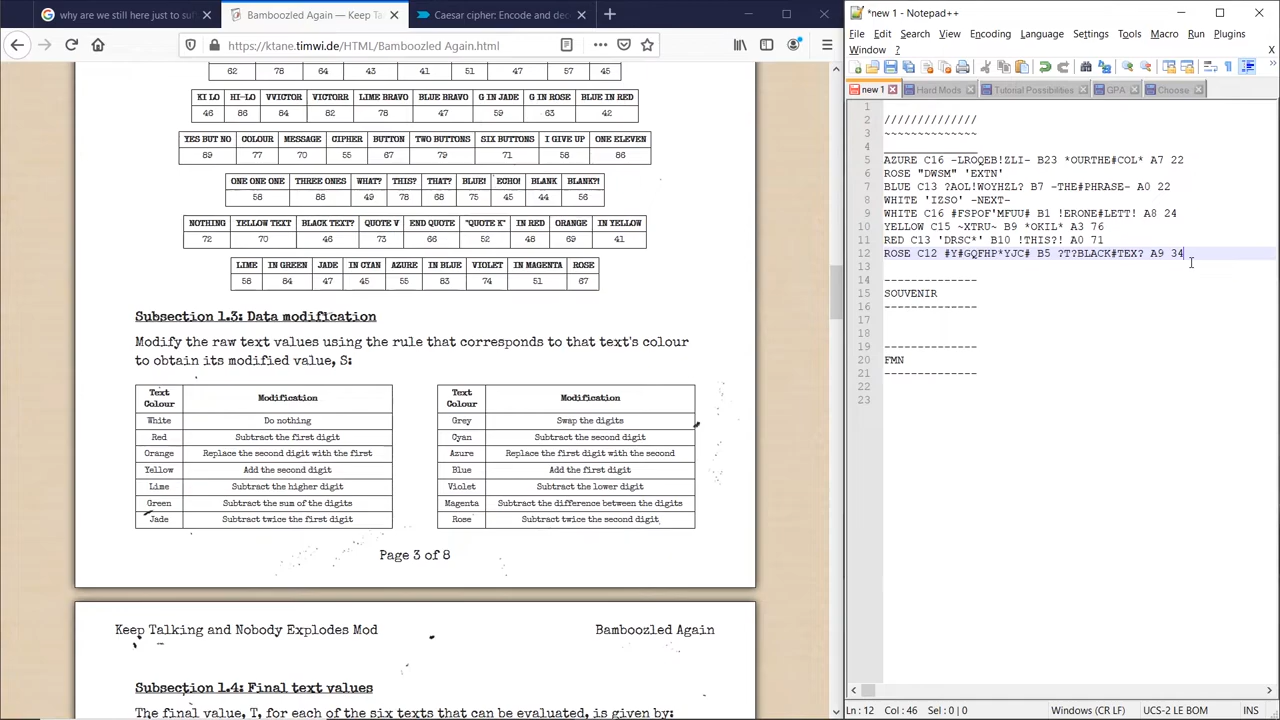 why are we still here just to suf
Bamboozled Again — Keep T
Caesar cipher: Encode and dec
https://ktane.timwi.de/HTML/Bamboozled Again.html
62 78 64 43 41 51 47 57 45
KI LO HI-LO VVICTOR VICTORR LIME BRAVO BLUE BRAVO G IN JADE G IN ROSE BLUE IN RED
46 86 84 82 78 47 59 63 42
YES BUT NO COLOUR MESSAGE CIPHER BUTTON TWO BUTTONS SIX BUTTONS I GIVE UP ONE ELEVEN
89 77 70 55 67 79 71 58 86
ONE ONE ONE THREE ONES WHAT? THIS? THAT? BLUE! ECHO! BLANK BLANK?!
58 88 49 48 68 75 45 44 56
NOTHING YELLOW TEXT BLACK TEXT? QUOTE V END QUOTE "QUOTE K" IN RED ORANGE IN YELLOW
72 70 46 73 66 52 48 69 41
LIME IN GREEN JADE IN CYAN AZURE IN BLUE VIOLET IN MAGENTA ROSE
58 84 47 45 55 83 74 51 67
Subsection 1.3: Data modification
Modify the raw text values using the rule that corresponds to that text's colour
to obtain its modified value, S:
Text Colour Modification
White Do nothing
Red Subtract the first digit
Orange Replace the second digit with the first
Yellow Add the second digit
Lime Subtract the higher digit
Green Subtract the sum of the digits
Jade Subtract twice the first digit
Text Colour Modification
Grey Swap the digits
Cyan Subtract the second digit
Azure Replace the first digit with the second
Blue Add the first digit
Violet Subtract the lower digit
Magenta Subtract the difference between the digits
Rose Subtract twice the second digit
Page 3 of 8
Keep Talking and Nobody Explodes Mod
Bamboozled Again
Subsection 1.4: Final text values
The final value, T, for each of the six texts that can be evaluated, is given by:
*new 1 - Notepad++
File Edit Search View Encoding Language Settings Tools Macro Run Plugins
Window ?
new 1 Hard Mods Tutorial Possibilities GPA Choose
1
2 //////////////
3 ~~~~~~~~~~~~~~
4 ______________
5 AZURE C16 -LROQEB!ZLI- B23 *OURTHE#COL* A7 22
6 ROSE "DWSM" 'EXTN'
7 BLUE C13 ?AOL!WOYHZL? B7 -THE#PHRASE- A0 22
8 WHITE 'IZSO' -NEXT-
9 WHITE C16 #FSPOF'MFUU# B1 !ERONE#LETT! A8 24
10 YELLOW C15 ~XTRU~ B9 *OKIL* A3 76
11 RED C13 'DRSC*' B10 !THIS?! A0 71
12 ROSE C12 #Y#GQFHP*YJC# B5 ?T?BLACK#TEX? A9 34
13
14 --------------
15 SOUVENIR
16 --------------
17
18
19 --------------
20 FMN
21 --------------
22
23
Ln : 12 Col : 46 Sel : 0 | 0
Windows (CR LF)
UCS-2 LE BOM
INS